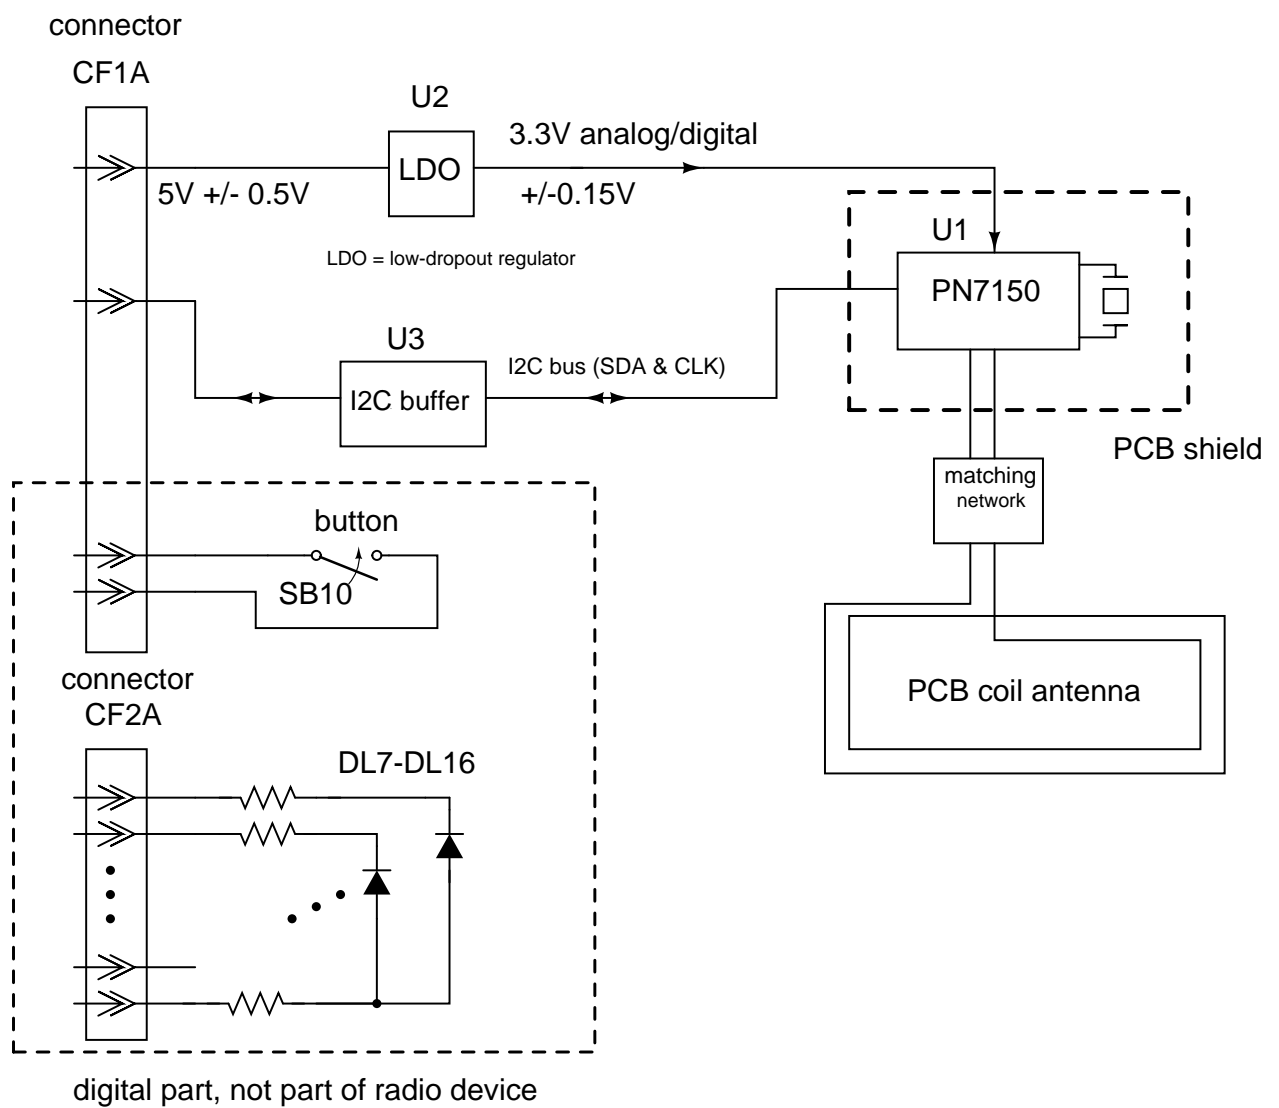 connector
CF1A
U2
LDO
3.3V analog/digital
5V +/- 0.5V
+/-0.15V
LDO = low-dropout regulator
U1
PN7150
U3
I2C buffer
I2C bus (SDA & CLK)
PCB shield
matching
network
button
SB10
PCB coil antenna
connector
CF2A
DL7-DL16
digital part, not part of radio device